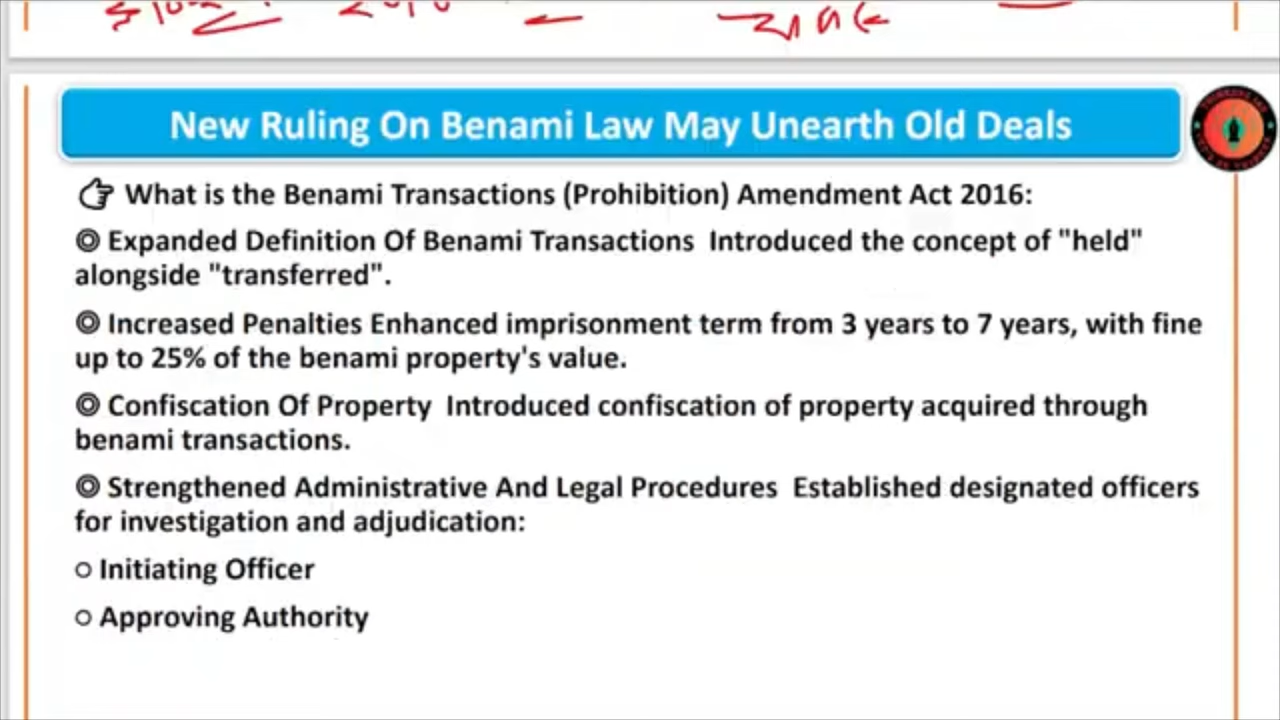 New Ruling On Benami Law May Unearth Old Deals
What is the Benami Transactions (Prohibition) Amendment Act 2016:
◎ Expanded Definition Of Benami Transactions Introduced the concept of "held"
alongside "transferred".
◎ Increased Penalties Enhanced imprisonment term from 3 years to 7 years, with fine
up to 25% of the benami property's value.
◎ Confiscation Of Property Introduced confiscation of property acquired through
benami transactions.
◎ Strengthened Administrative And Legal Procedures Established designated officers
for investigation and adjudication:
○ Initiating Officer
○ Approving Authority